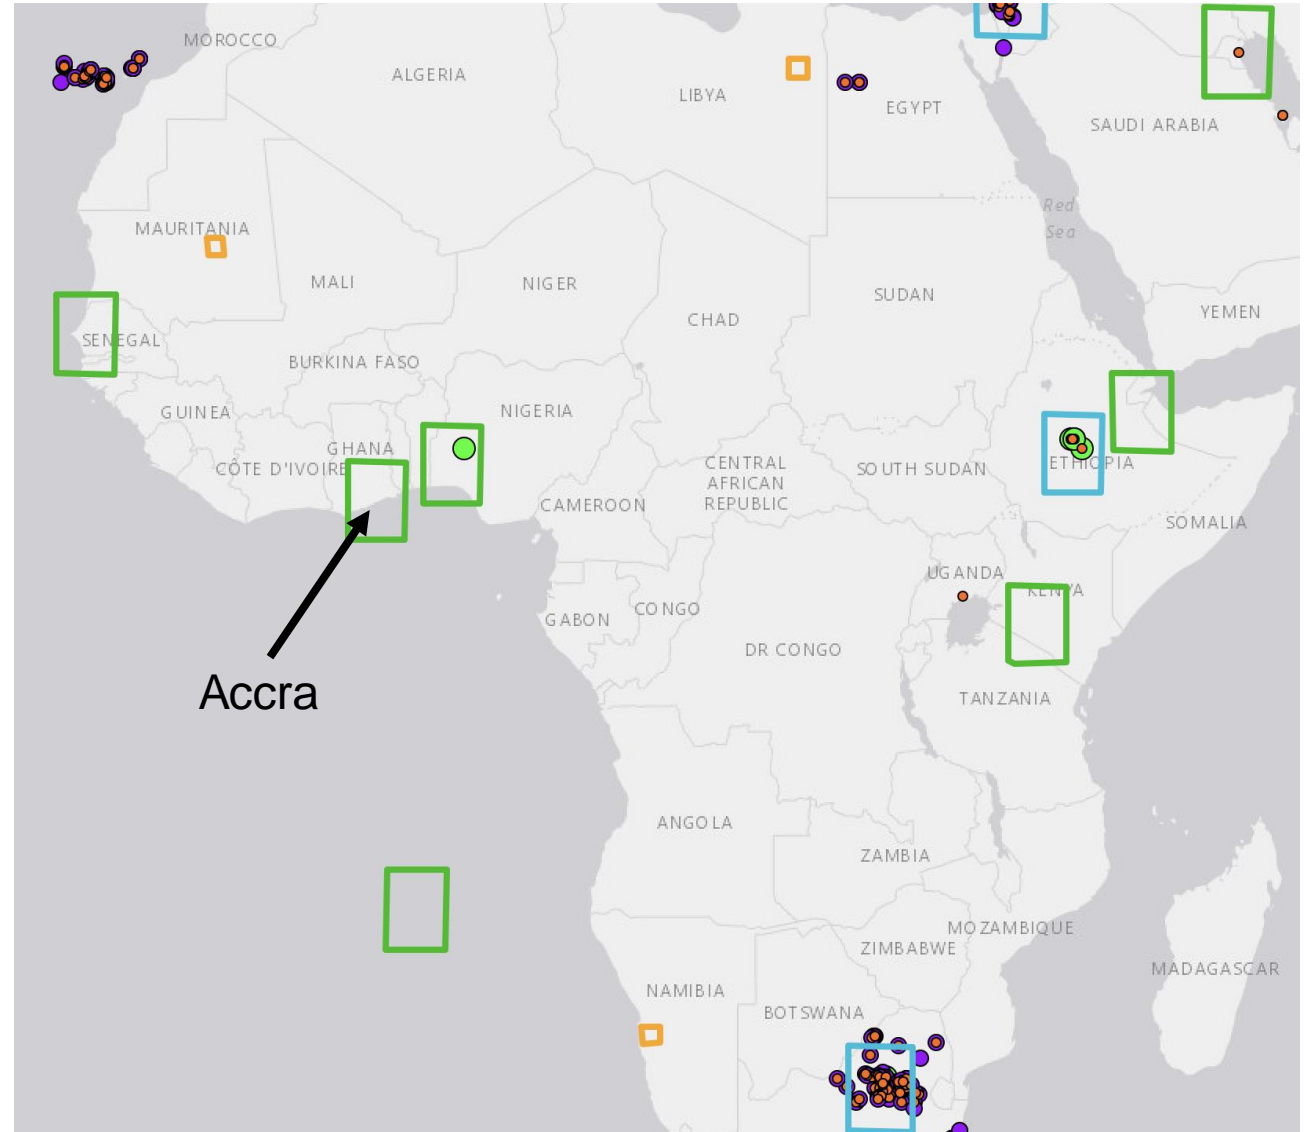 MOROCCO
ALGERIA
LIBYA
EGYPT
SAUDI ARABIA
Red
Sea
MAURITANIA
MALI
NIGER
CHAD
SUDAN
YEMEN
SENEGAL
BURKINA FASO
GUINEA
NIGERIA
GHANA
CÔTE D'IVOIRE
CENTRAL
AFRICAN
REPUBLIC
SOUTH SUDAN
ETHIOPIA
CAMEROON
SOMALIA
UGANDA
KENYA
GABON
CONGO
DR CONGO
Accra
TANZANIA
ANGOLA
ZAMBIA
MOZAMBIQUE
ZIMBABWE
MADAGASCAR
NAMIBIA
BOTSWANA